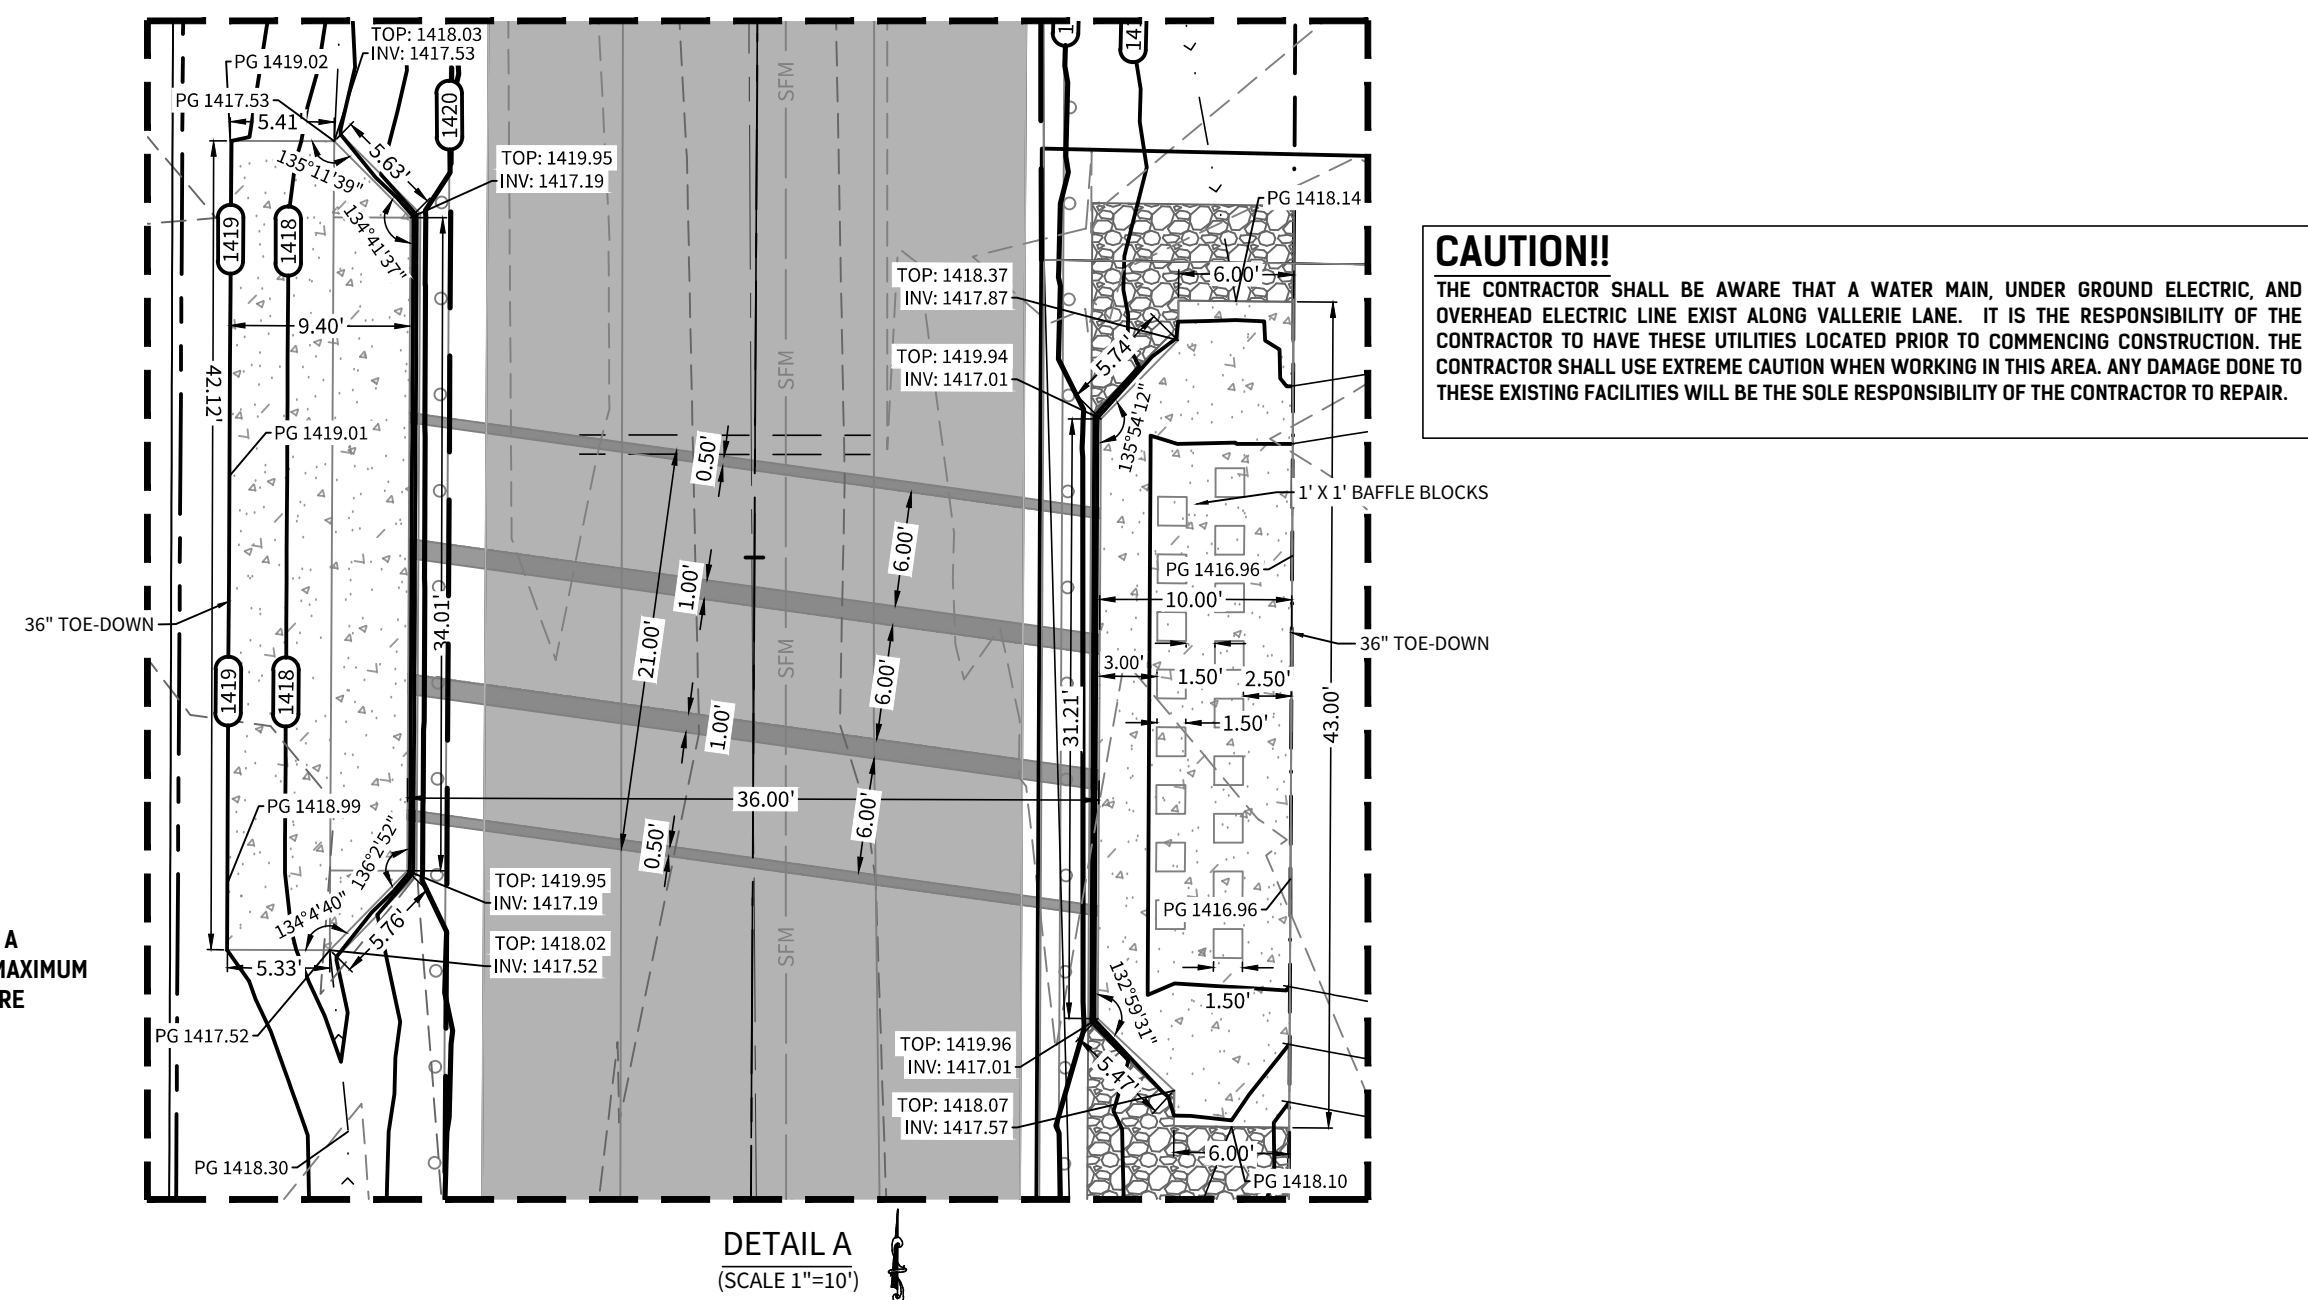 TOP: 1418.03
INV: 1417.53
PG 1419.02
PG 1417.53
5.41'
5.63'
135°11'39"
134°41'37"
1420
TOP: 1419.95
INV: 1417.19
1419
1418
9.40'
42.12'
PG 1419.01
36" TOE-DOWN
34.01'
1419
1418
PG 1418.99
136°2'52"
134°4'40"
5.76'
5.33'
PG 1417.52
PG 1418.30
TOP: 1419.95
INV: 1417.19
TOP: 1418.02
INV: 1417.52
A
MAXIMUM
RE
SFM
SFM
SFM
SFM
0.50'
1.00'
21.00'
1.00'
0.50'
6.00'
6.00'
6.00'
36.00'
PG 1418.14
6.00'
TOP: 1418.37
INV: 1417.87
TOP: 1419.94
INV: 1417.01
5.74'
135°54'12"
1' X 1' BAFFLE BLOCKS
PG 1416.96
10.00'
36" TOE-DOWN
3.00'
1.50'
2.50'
1.50'
31.21'
43.00'
PG 1416.96
1.50'
132°59'31"
TOP: 1419.96
INV: 1417.01
5.47'
TOP: 1418.07
INV: 1417.57
6.00'
PG 1418.10
CAUTION!!
THE CONTRACTOR SHALL BE AWARE THAT A WATER MAIN, UNDER GROUND ELECTRIC, AND
OVERHEAD ELECTRIC LINE EXIST ALONG VALLERIE LANE. IT IS THE RESPONSIBILITY OF THE
CONTRACTOR TO HAVE THESE UTILITIES LOCATED PRIOR TO COMMENCING CONSTRUCTION. THE
CONTRACTOR SHALL USE EXTREME CAUTION WHEN WORKING IN THIS AREA. ANY DAMAGE DONE TO
THESE EXISTING FACILITIES WILL BE THE SOLE RESPONSIBILITY OF THE CONTRACTOR TO REPAIR.
DETAIL A
(SCALE 1"=10')